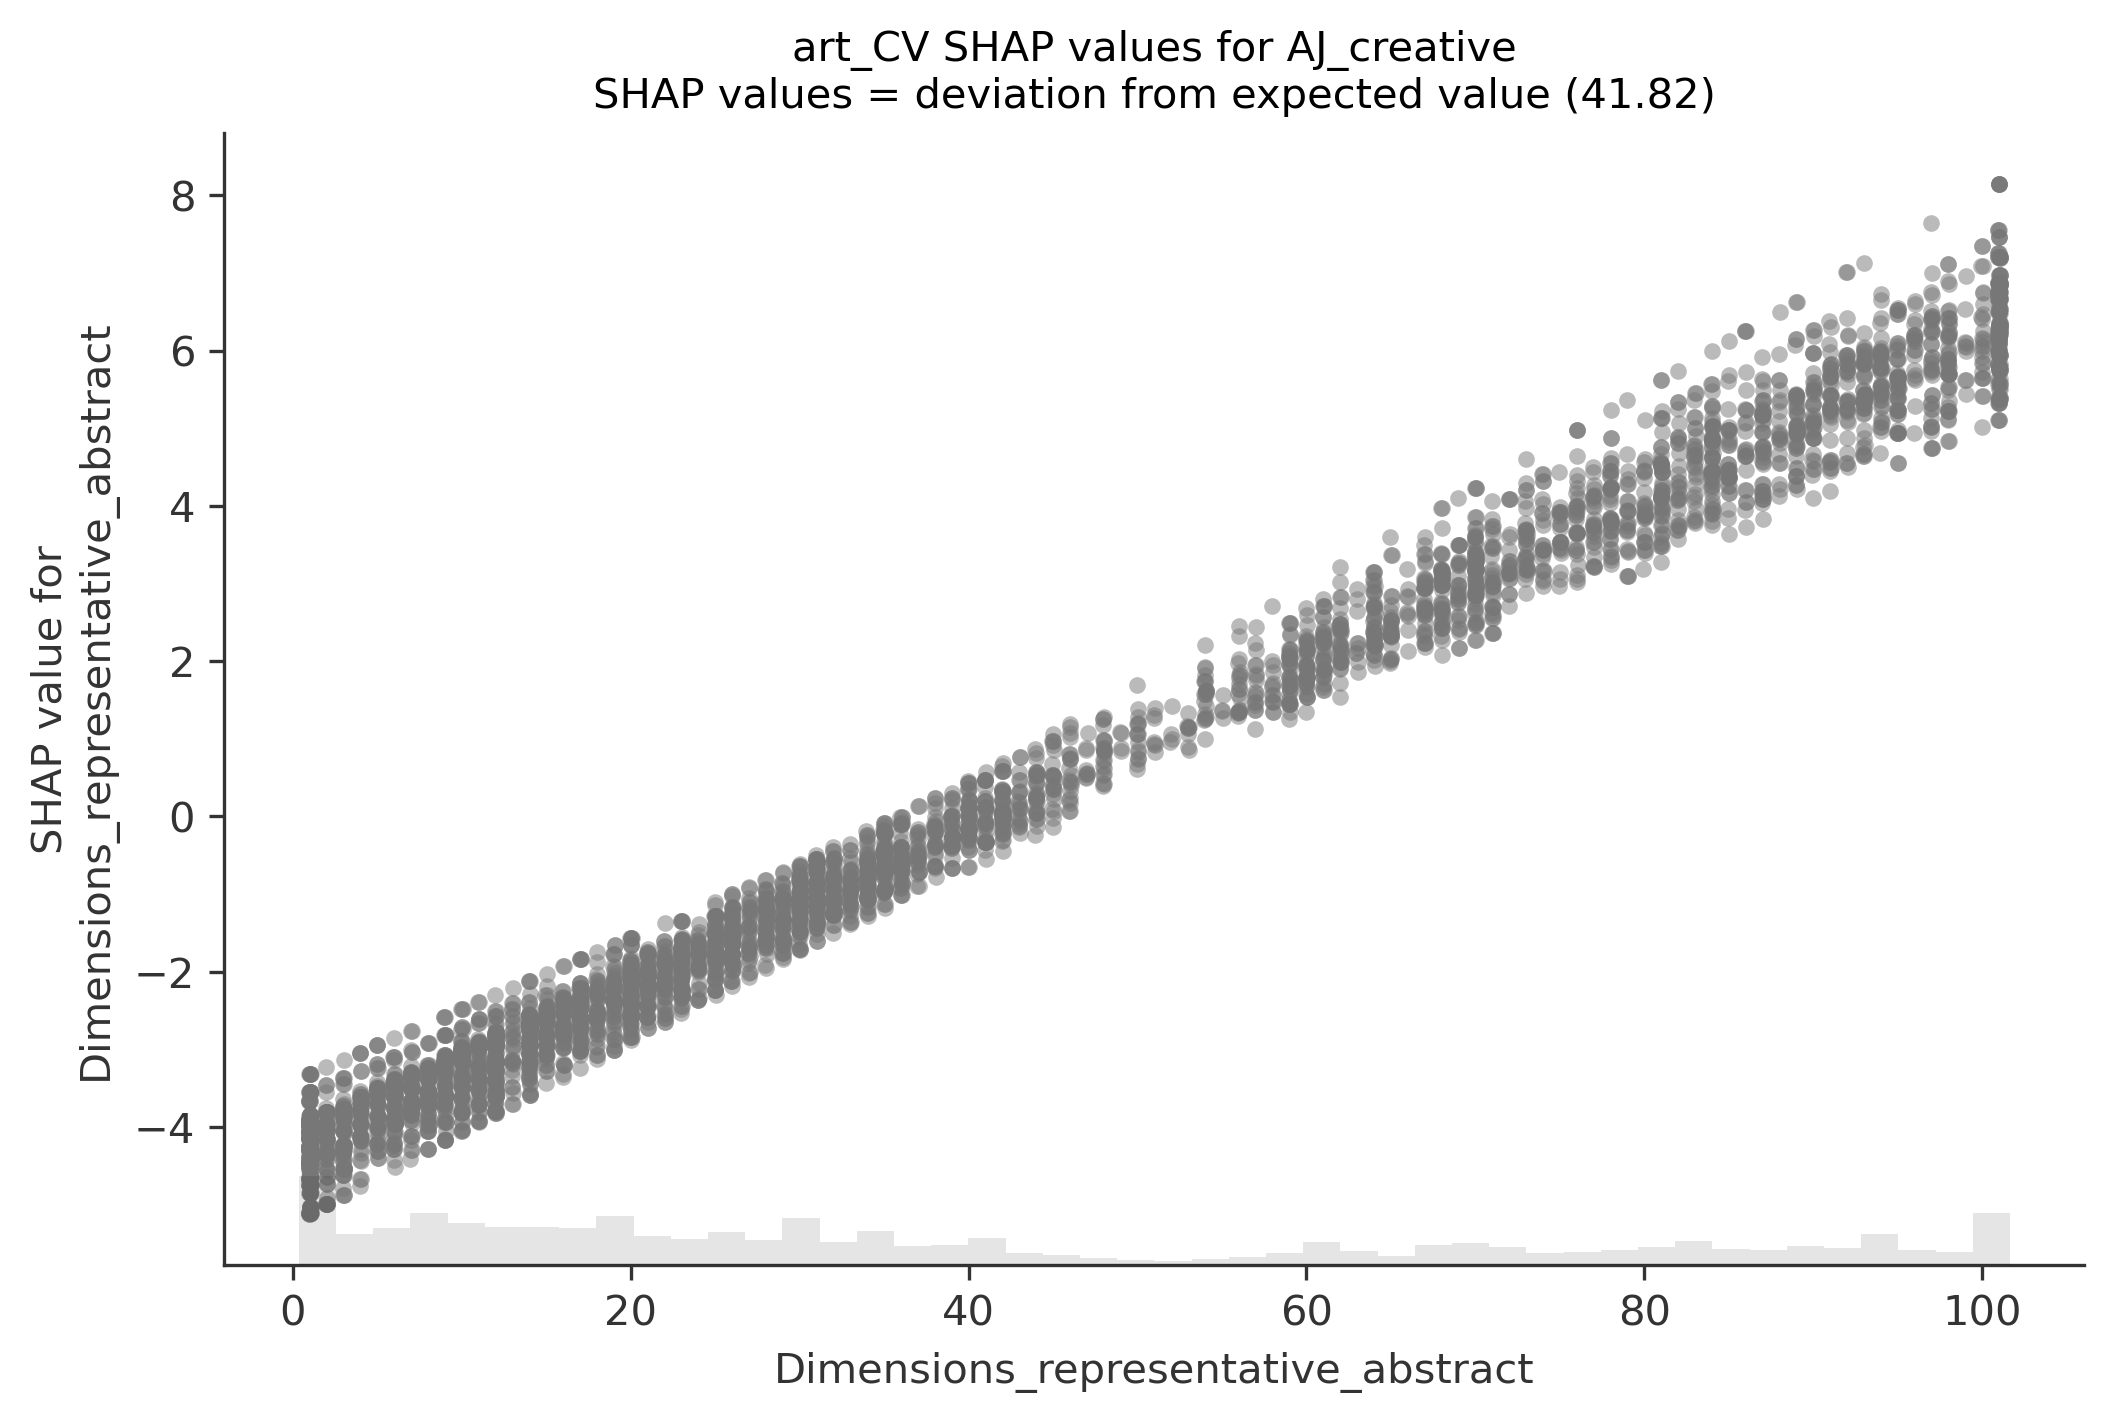 art_CV SHAP values for AJ_creative
SHAP values = deviation from expected value (41.82)
SHAP value for
Dimensions_representative_abstract
8
6
4
2
0
−2
−4
0
20
40
60
80
100
Dimensions_representative_abstract